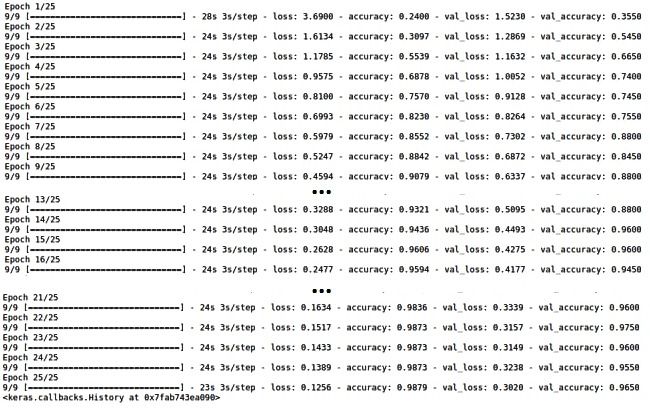 Epoch 1/25
9/9 [==============================] - 28s 3s/step - loss: 3.6900 - accuracy: 0.2400 - val_loss: 1.5230 - val_accuracy: 0.3550
Epoch 2/25
9/9 [==============================] - 24s 3s/step - loss: 1.6134 - accuracy: 0.3097 - val_loss: 1.2869 - val_accuracy: 0.5450
Epoch 3/25
9/9 [==============================] - 24s 3s/step - loss: 1.1785 - accuracy: 0.5539 - val_loss: 1.1632 - val_accuracy: 0.6650
Epoch 4/25
9/9 [==============================] - 24s 3s/step - loss: 0.9575 - accuracy: 0.6878 - val_loss: 1.0052 - val_accuracy: 0.7400
Epoch 5/25
9/9 [==============================] - 24s 3s/step - loss: 0.8100 - accuracy: 0.7570 - val_loss: 0.9128 - val_accuracy: 0.7450
Epoch 6/25
9/9 [==============================] - 24s 3s/step - loss: 0.6993 - accuracy: 0.8230 - val_loss: 0.8264 - val_accuracy: 0.7550
Epoch 7/25
9/9 [==============================] - 24s 3s/step - loss: 0.5979 - accuracy: 0.8552 - val_loss: 0.7302 - val_accuracy: 0.8800
Epoch 8/25
9/9 [==============================] - 24s 3s/step - loss: 0.5247 - accuracy: 0.8842 - val_loss: 0.6872 - val_accuracy: 0.8450
Epoch 9/25
9/9 [==============================] - 24s 3s/step - loss: 0.4594 - accuracy: 0.9079 - val_loss: 0.6337 - val_accuracy: 0.8800
•••
Epoch 13/25
9/9 [==============================] - 24s 3s/step - loss: 0.3288 - accuracy: 0.9321 - val_loss: 0.5095 - val_accuracy: 0.8800
Epoch 14/25
9/9 [==============================] - 24s 3s/step - loss: 0.3048 - accuracy: 0.9436 - val_loss: 0.4493 - val_accuracy: 0.9600
Epoch 15/25
9/9 [==============================] - 24s 3s/step - loss: 0.2628 - accuracy: 0.9606 - val_loss: 0.4275 - val_accuracy: 0.9600
Epoch 16/25
9/9 [==============================] - 24s 3s/step - loss: 0.2477 - accuracy: 0.9594 - val_loss: 0.4177 - val_accuracy: 0.9450
•••
Epoch 21/25
9/9 [==============================] - 24s 3s/step - loss: 0.1634 - accuracy: 0.9836 - val_loss: 0.3339 - val_accuracy: 0.9600
Epoch 22/25
9/9 [==============================] - 24s 3s/step - loss: 0.1517 - accuracy: 0.9873 - val_loss: 0.3157 - val_accuracy: 0.9750
Epoch 23/25
9/9 [==============================] - 24s 3s/step - loss: 0.1433 - accuracy: 0.9873 - val_loss: 0.3149 - val_accuracy: 0.9600
Epoch 24/25
9/9 [==============================] - 24s 3s/step - loss: 0.1389 - accuracy: 0.9873 - val_loss: 0.3238 - val_accuracy: 0.9550
Epoch 25/25
9/9 [==============================] - 23s 3s/step - loss: 0.1256 - accuracy: 0.9879 - val_loss: 0.3020 - val_accuracy: 0.9650
<keras.callbacks.History at 0x7fab743ea090>